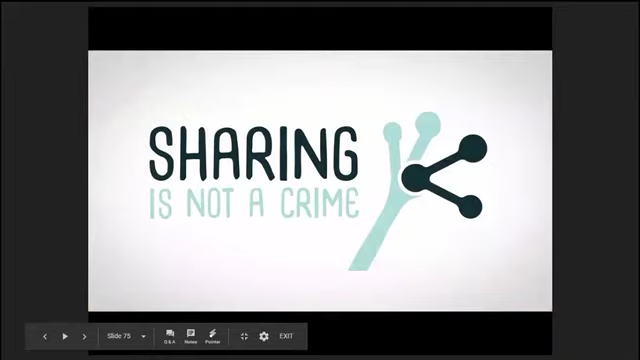 SHARING
IS NOT A CRIME
Slide 75
Q & A
Notes
Pointer
EXIT